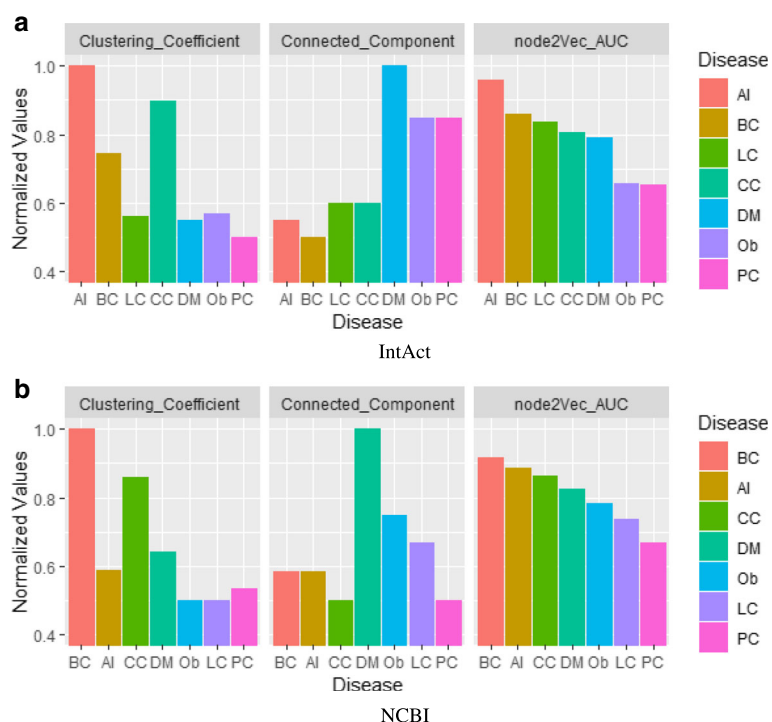 a
Clustering_Coefficient Connected_Component node2Vec_AUC
Normalized Values
1.0
0.8
0.6
0.4
AI BC LC CC DM Ob PC AI BC LC CC DM Ob PC AI BC LC CC DM Ob PC
Disease
Disease
AI
BC
LC
CC
DM
Ob
PC
IntAct
b
Clustering_Coefficient Connected_Component node2Vec_AUC
Normalized Values
1.0
0.8
0.6
0.4
BC AI CC DM Ob LC PC BC AI CC DM Ob LC PC BC AI CC DM Ob LC PC
Disease
Disease
BC
AI
CC
DM
Ob
LC
PC
NCBI